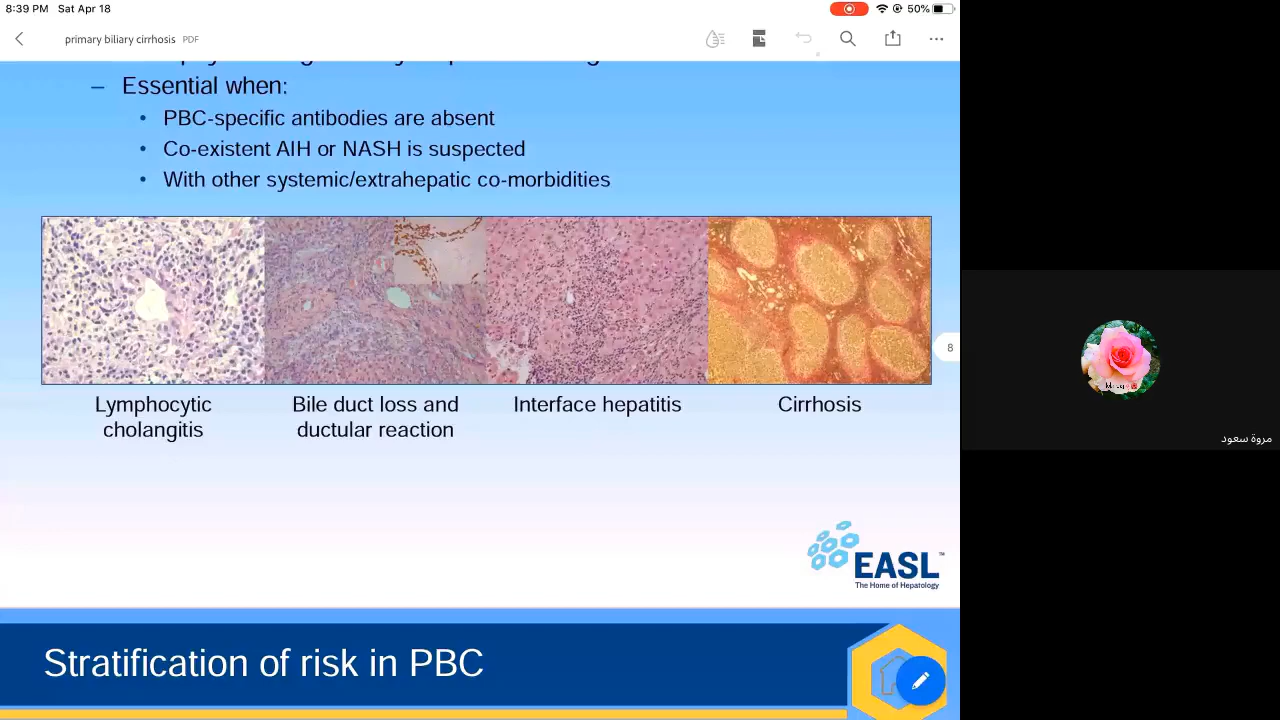 8:39 PM Sat Apr 18
50%
primary biliary cirrhosis PDF
– Essential when:
• PBC-specific antibodies are absent
• Co-existent AIH or NASH is suspected
• With other systemic/extrahepatic co-morbidities
8
Lymphocytic
cholangitis
Bile duct loss and
ductular reaction
Interface hepatitis
Cirrhosis
EASL™
The Home of Hepatology
Stratification of risk in PBC
مروة سعود